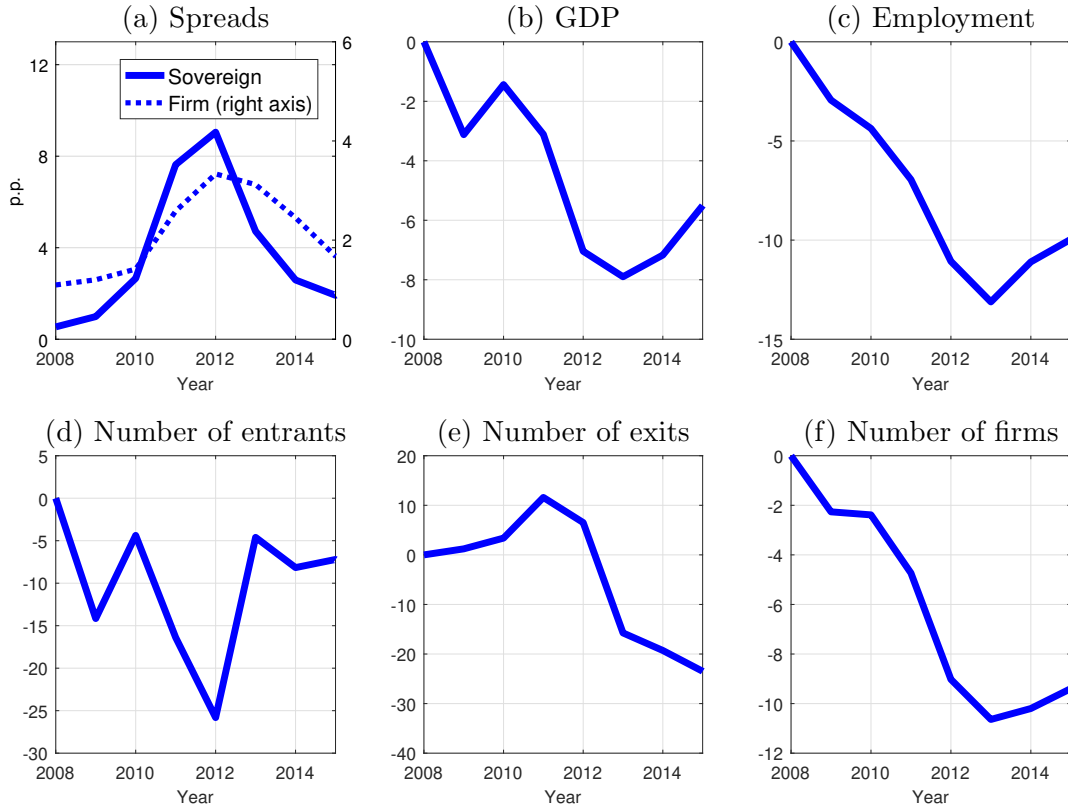 (a) Spreads
(b) GDP
(c) Employment
12
8
4
0
p.p.
6
4
2
0
Sovereign
Firm (right axis)
2008 2010 2012 2014
Year
0
-2
-4
-6
-8
-10
2008 2010 2012 2014
Year
0
-5
-10
-15
2008 2010 2012 2014
Year
(d) Number of entrants
(e) Number of exits
(f) Number of firms
5
0
-5
-10
-15
-20
-25
-30
2008 2010 2012 2014
Year
20
10
0
-10
-20
-30
-40
2008 2010 2012 2014
Year
0
-2
-4
-6
-8
-10
-12
2008 2010 2012 2014
Year